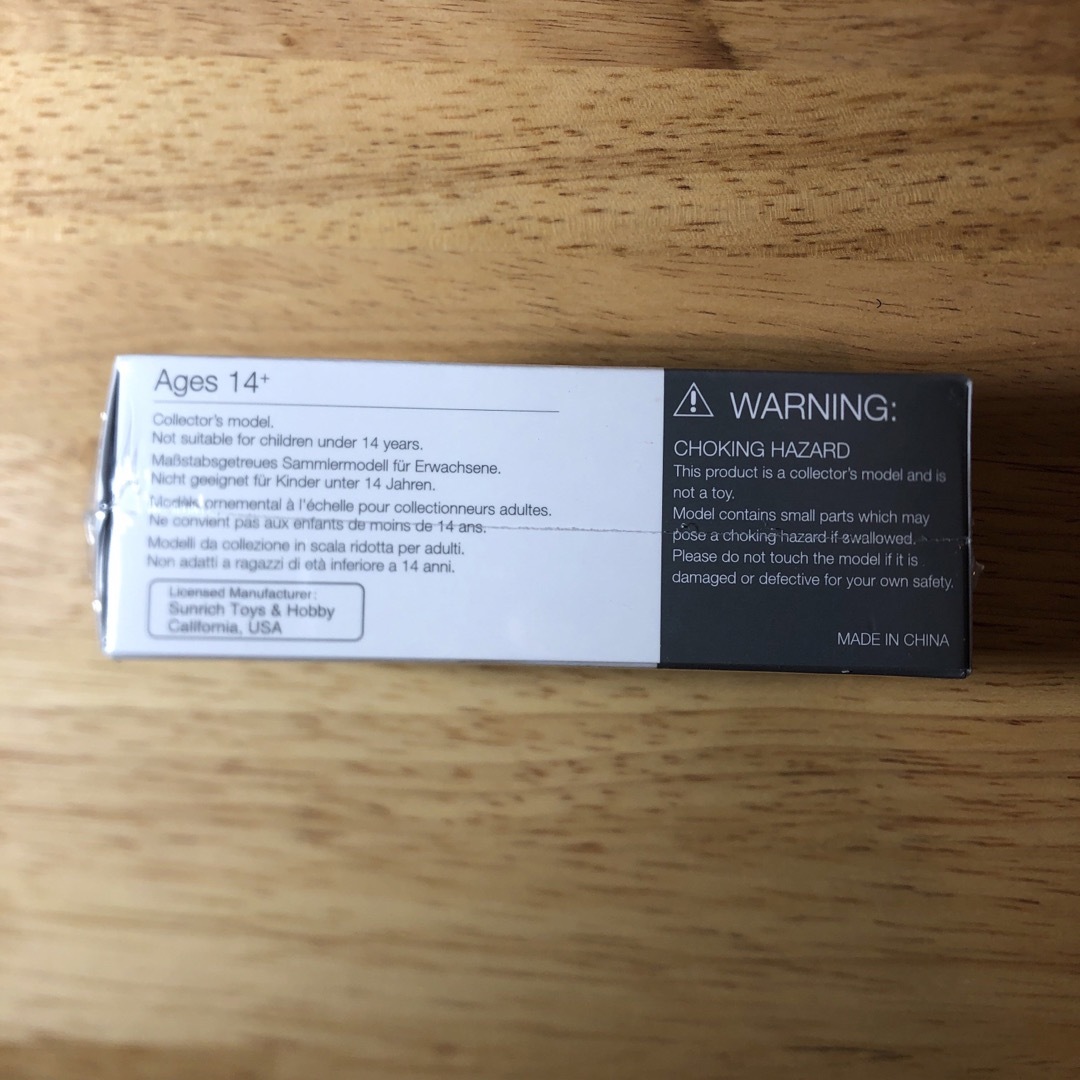 Ages 14+
Collector's model.
Not suitable for children under 14 years.
Maßstabsgetreues Sammlermodell für Erwachsene.
Nicht geeignet für Kinder unter 14 Jahren.
Modèle ornemental à l'échelle pour collectionneurs adultes.
Ne convient pas aux enfants de moins de 14 ans.
Modelli da collezione in scala ridotta per adulti.
Non adatti a ragazzi di età inferiore a 14 anni.
Licensed Manufacturer:
Sunrich Toys & Hobby
California, USA
WARNING:
CHOKING HAZARD
This product is a collector's model and is
not a toy.
Model contains small parts which may
pose a choking hazard if swallowed.
Please do not touch the model if it is
damaged or defective for your own safety.
MADE IN CHINA